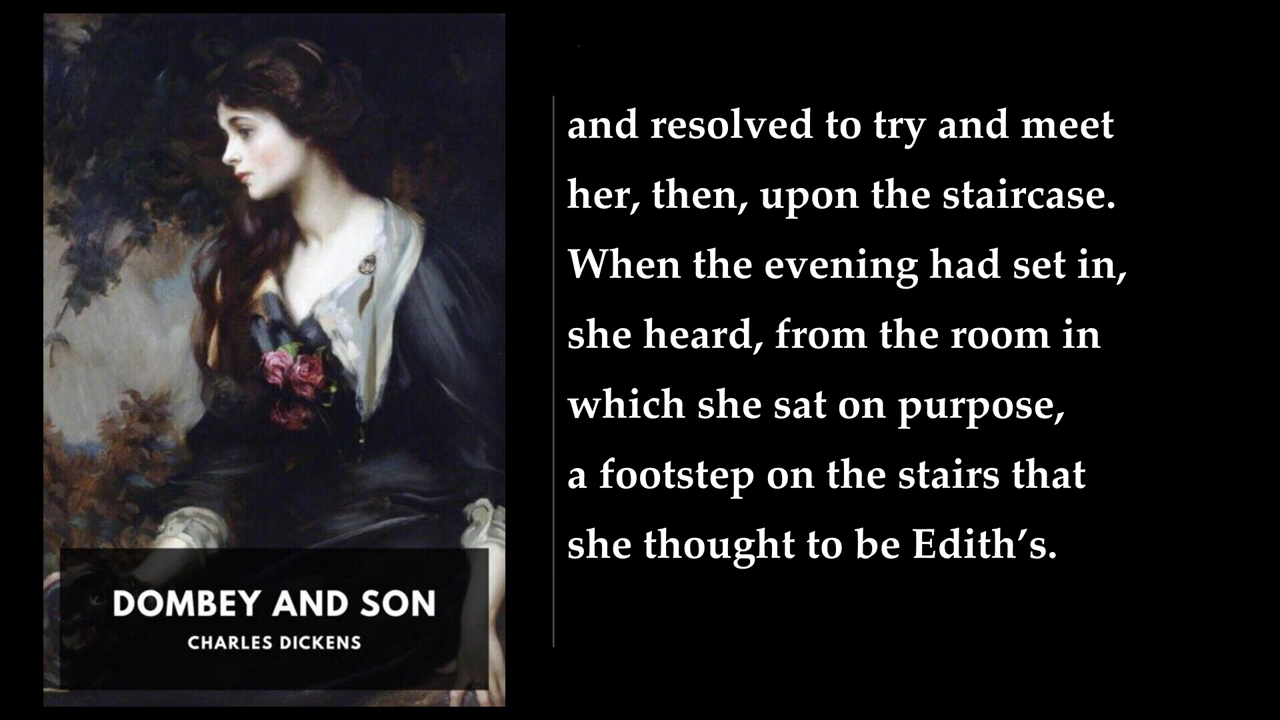 DOMBEY AND SON
CHARLES DICKENS
and resolved to try and meet
her, then, upon the staircase.
When the evening had set in,
she heard, from the room in
which she sat on purpose,
a footstep on the stairs that
she thought to be Edith’s.